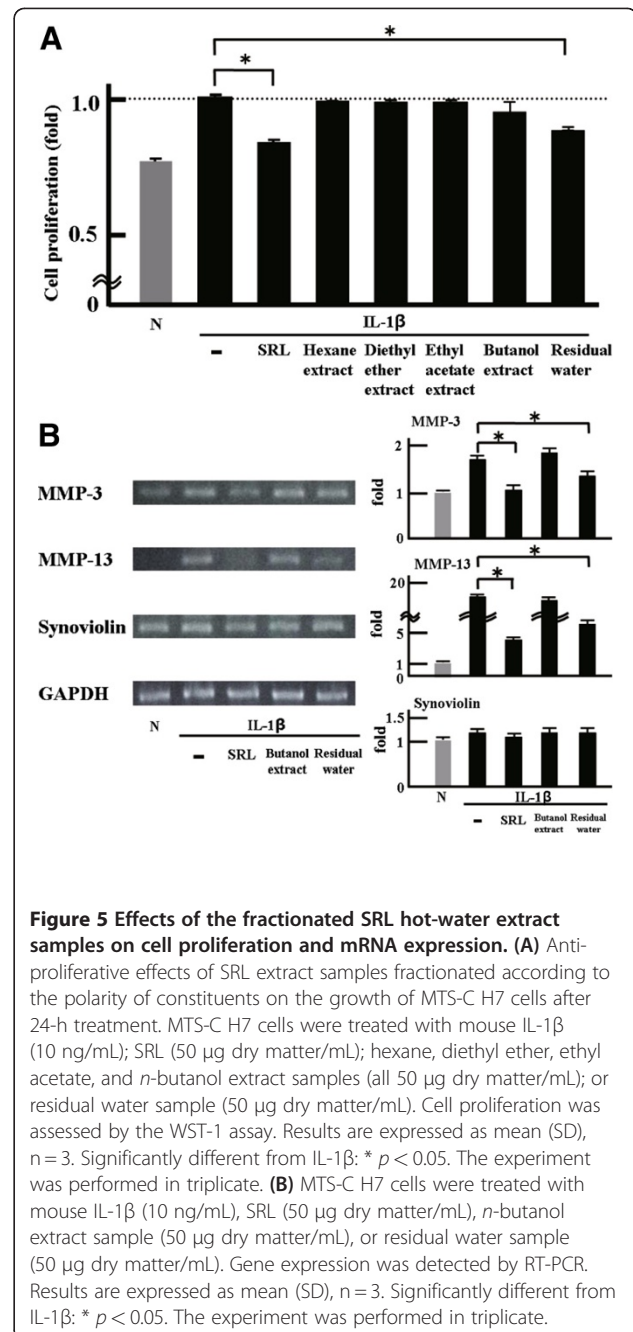 A
*
*
1.0
0.5
0
Cell proliferation (fold)
N
IL-1β
– SRL Hexane extract Diethyl ether extract Ethyl acetate extract Butanol extract Residual water
B
MMP-3
MMP-13
Synoviolin
GAPDH
N
IL-1β
– SRL Butanol extract Residual water
MMP-3
*
*
2
1
0
fold
MMP-13
*
*
20
5
1
0
fold
Synoviolin
1.5
1
0
fold
N
IL-1β
– SRL Butanol extract Residual water
Figure 5 Effects of the fractionated SRL hot-water extract
samples on cell proliferation and mRNA expression. (A) Anti-
proliferative effects of SRL extract samples fractionated according to
the polarity of constituents on the growth of MTS-C H7 cells after
24-h treatment. MTS-C H7 cells were treated with mouse IL-1β
(10 ng/mL); SRL (50 μg dry matter/mL); hexane, diethyl ether, ethyl
acetate, and n-butanol extract samples (all 50 μg dry matter/mL); or
residual water sample (50 μg dry matter/mL). Cell proliferation was
assessed by the WST-1 assay. Results are expressed as mean (SD),
n = 3. Significantly different from IL-1β: * p < 0.05. The experiment
was performed in triplicate. (B) MTS-C H7 cells were treated with
mouse IL-1β (10 ng/mL), SRL (50 μg dry matter/mL), n-butanol
extract sample (50 μg dry matter/mL), or residual water sample
(50 μg dry matter/mL). Gene expression was detected by RT-PCR.
Results are expressed as mean (SD), n = 3. Significantly different from
IL-1β: * p < 0.05. The experiment was performed in triplicate.